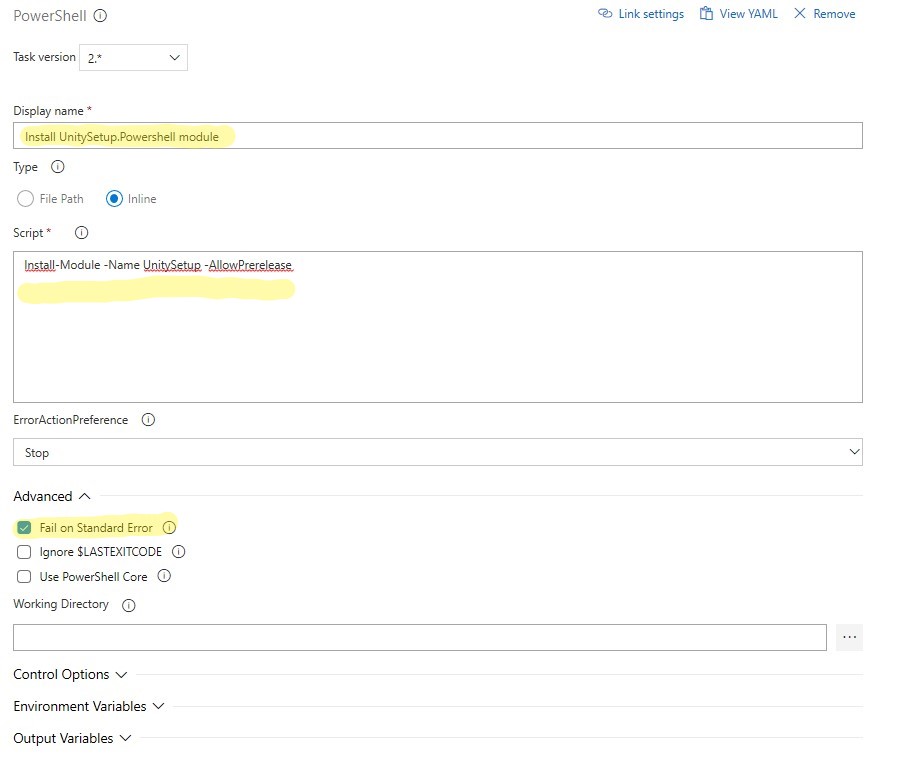 PowerShell
Link settings
View YAML
Remove
Task version
2.*
Display name *
Install UnitySetup.Powershell module
Type
File Path
Inline
Script *
Install-Module -Name UnitySetup -AllowPrerelease
ErrorActionPreference
Stop
Advanced
Fail on Standard Error
Ignore $LASTEXITCODE
Use PowerShell Core
Working Directory
...
Control Options
Environment Variables
Output Variables